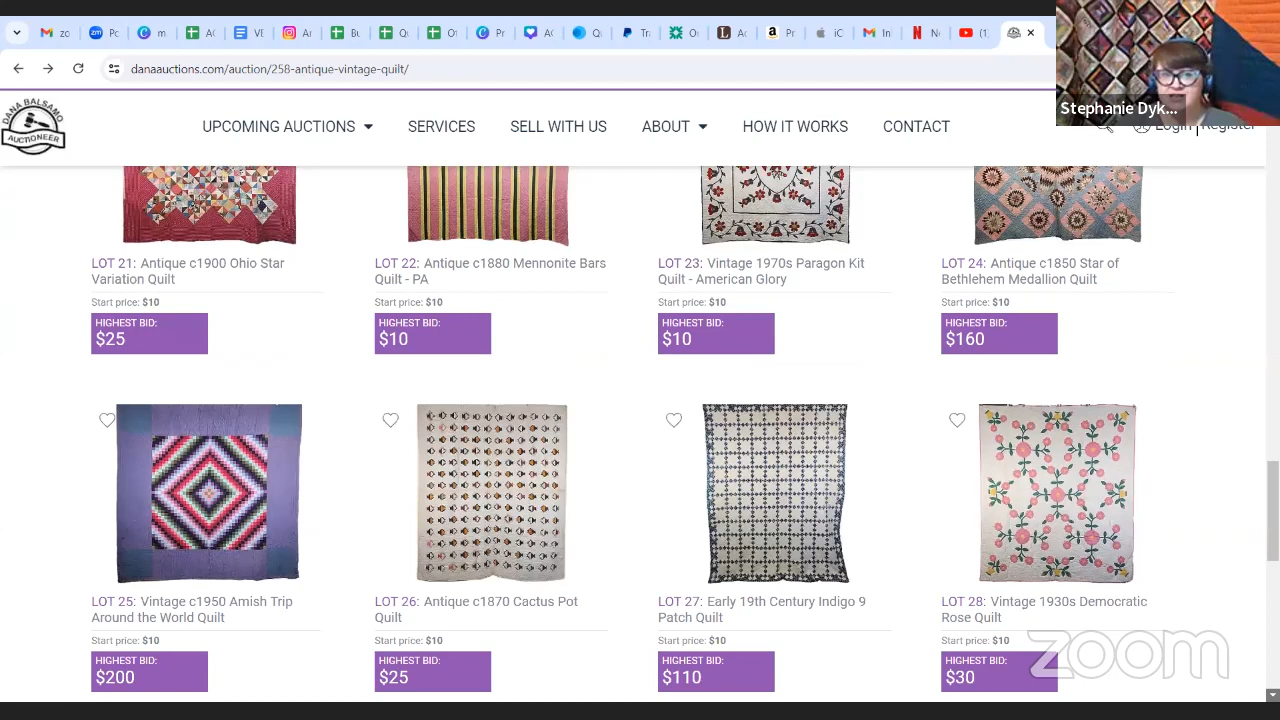 danaauctions.com/auction/258-antique-vintage-quilt/
Stephanie Dyk...
DANA BALSAMO
AUCTIONEER
UPCOMING AUCTIONS SERVICES SELL WITH US ABOUT HOW IT WORKS CONTACT
Login | Register
LOT 21: Antique c1900 Ohio Star
Variation Quilt
Start price: $10
HIGHEST BID:
$25
LOT 22: Antique c1880 Mennonite Bars
Quilt - PA
Start price: $10
HIGHEST BID:
$10
LOT 23: Vintage 1970s Paragon Kit
Quilt - American Glory
Start price: $10
HIGHEST BID:
$10
LOT 24: Antique c1850 Star of
Bethlehem Medallion Quilt
Start price: $10
HIGHEST BID:
$160
LOT 25: Vintage c1950 Amish Trip
Around the World Quilt
Start price: $10
HIGHEST BID:
$200
LOT 26: Antique c1870 Cactus Pot
Quilt
Start price: $10
HIGHEST BID:
$25
LOT 27: Early 19th Century Indigo 9
Patch Quilt
Start price: $10
HIGHEST BID:
$110
LOT 28: Vintage 1930s Democratic
Rose Quilt
Start price: $10
HIGHEST BID:
$30
zoom